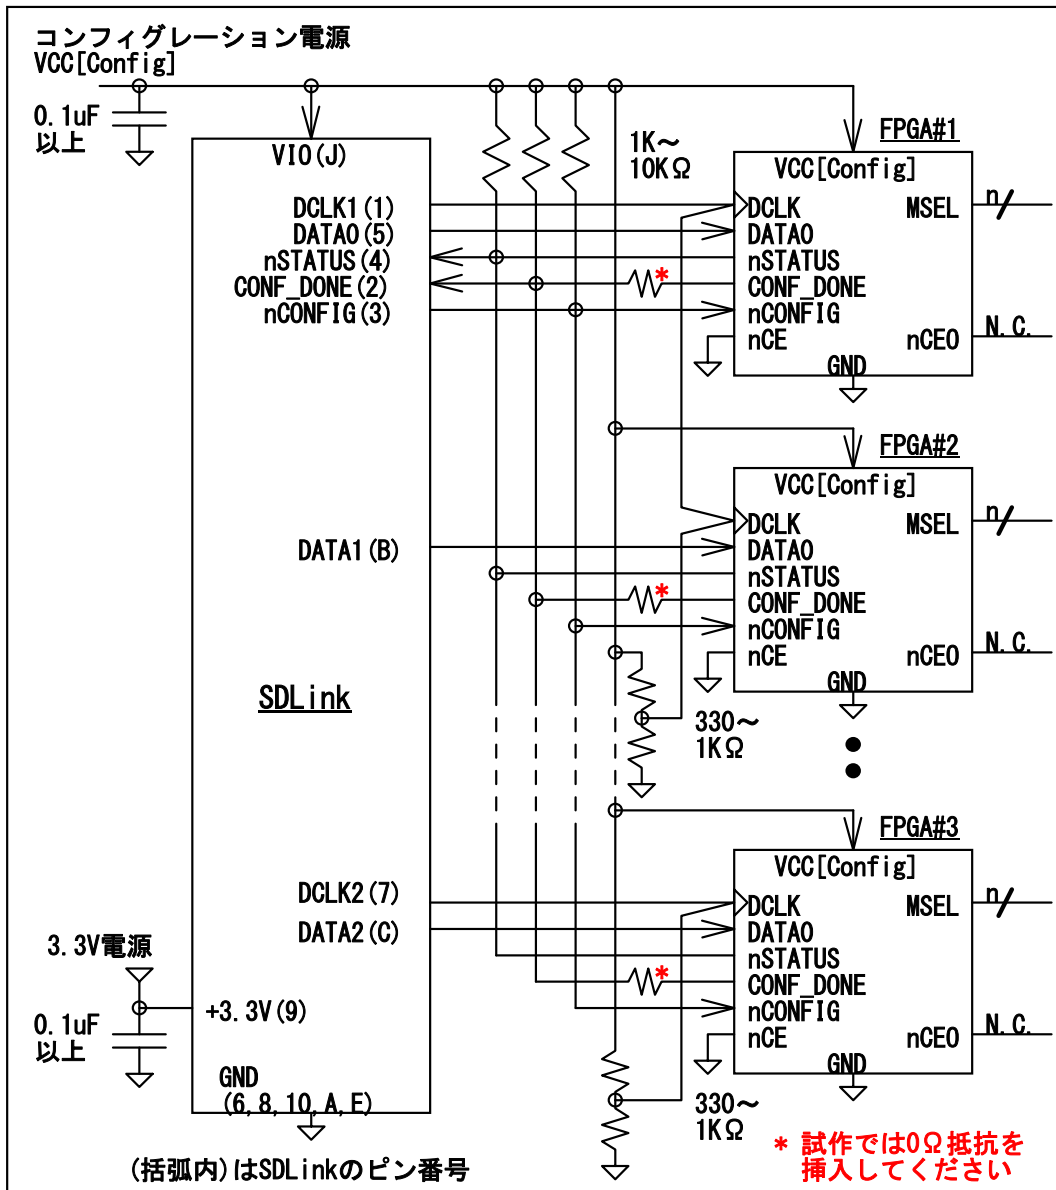 コンフィグレーション電源
VCC[Config]
0.1uF
以上
VIO(J)
DCLK1(1)
DATA0(5)
nSTATUS(4)
CONF_DONE(2)
nCONFIG(3)
DATA1(B)
SDLink
DCLK2(7)
DATA2(C)
3.3V電源
+3.3V(9)
0.1uF
以上
GND
(6,8,10,A,E)
(括弧内)はSDLinkのピン番号
1K～
10KΩ
*
FPGA#1
VCC[Config]
DCLK
MSEL
n
DATA0
nSTATUS
CONF_DONE
nCONFIG
nCE
nCEO
N.C.
GND
*
FPGA#2
VCC[Config]
DCLK
MSEL
n
DATA0
nSTATUS
CONF_DONE
nCONFIG
nCE
nCEO
N.C.
GND
330～
1KΩ
*
FPGA#3
VCC[Config]
DCLK
MSEL
n
DATA0
nSTATUS
CONF_DONE
nCONFIG
nCE
nCEO
N.C.
GND
330～
1KΩ
* 試作では0Ω抵抗を
挿入してください